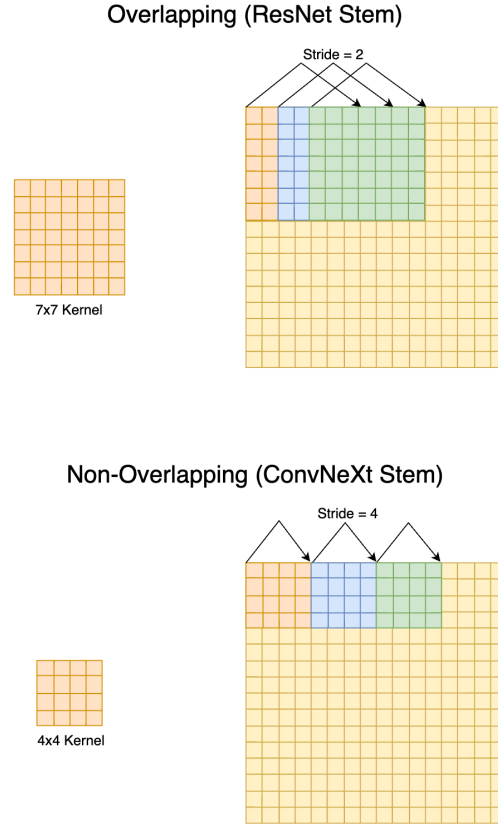 Overlapping (ResNet Stem)
Stride = 2
7x7 Kernel
Non-Overlapping (ConvNeXt Stem)
Stride = 4
4x4 Kernel